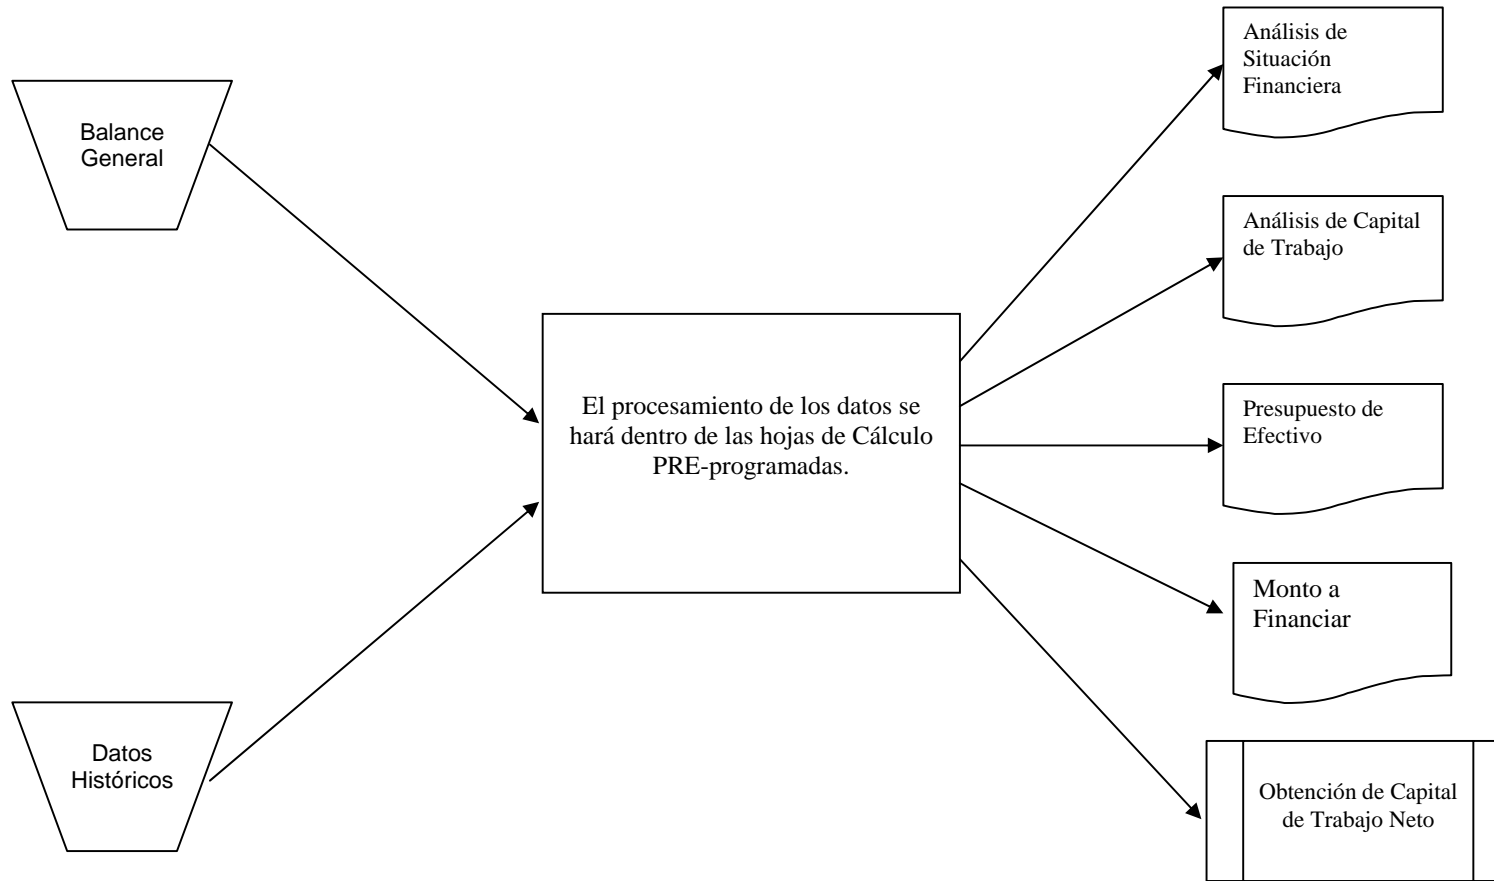 Balance
General
Datos
Históricos
El procesamiento de los datos se
hará dentro de las hojas de Cálculo
PRE-programadas.
Análisis de
Situación
Financiera
Análisis de Capital
de Trabajo
Presupuesto de
Efectivo
Monto a
Financiar
Obtención de Capital
de Trabajo Neto